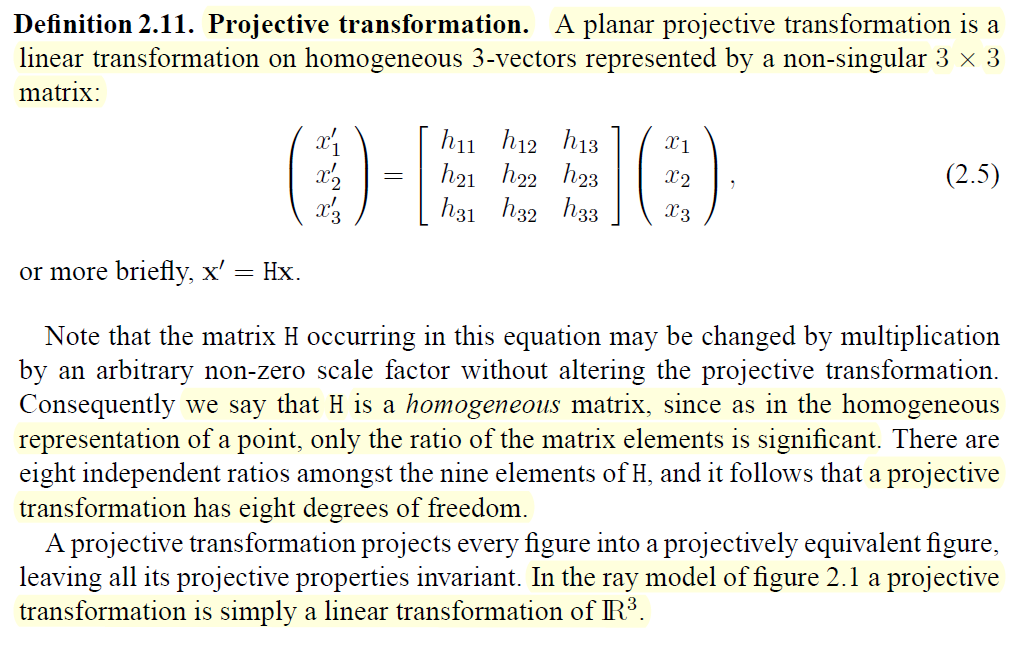 Definition 2.11. Projective transformation. A planar projective transformation is a
linear transformation on homogeneous 3-vectors represented by a non-singular 3 × 3
matrix:
( x′1 ) = [ h11 h12 h13 ] ( x1 )
( x′2 ) = [ h21 h22 h23 ] ( x2 ) , (2.5)
( x′3 ) = [ h31 h32 h33 ] ( x3 )
or more briefly, x′ = Hx.
Note that the matrix H occurring in this equation may be changed by multiplication
by an arbitrary non-zero scale factor without altering the projective transformation.
Consequently we say that H is a homogeneous matrix, since as in the homogeneous
representation of a point, only the ratio of the matrix elements is significant. There are
eight independent ratios amongst the nine elements of H, and it follows that a projective
transformation has eight degrees of freedom.
A projective transformation projects every figure into a projectively equivalent figure,
leaving all its projective properties invariant. In the ray model of figure 2.1 a projective
transformation is simply a linear transformation of ℝ³.